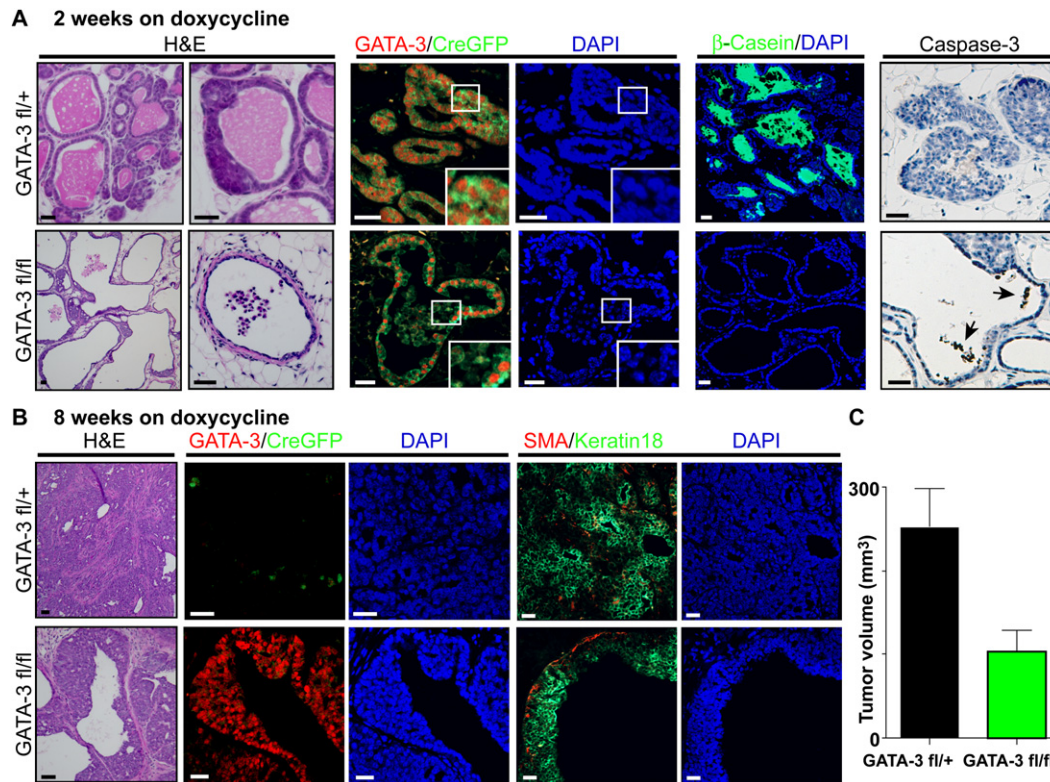 A 2 weeks on doxycycline
H&E GATA-3/CreGFP DAPI β-Casein/DAPI Caspase-3
GATA-3 fl/+
GATA-3 fl/fl
B 8 weeks on doxycycline
H&E GATA-3/CreGFP DAPI SMA/Keratin18 DAPI
GATA-3 fl/+
GATA-3 fl/fl
C
Tumor volume (mm³)
300
0
GATA-3 fl/+ GATA-3 fl/f